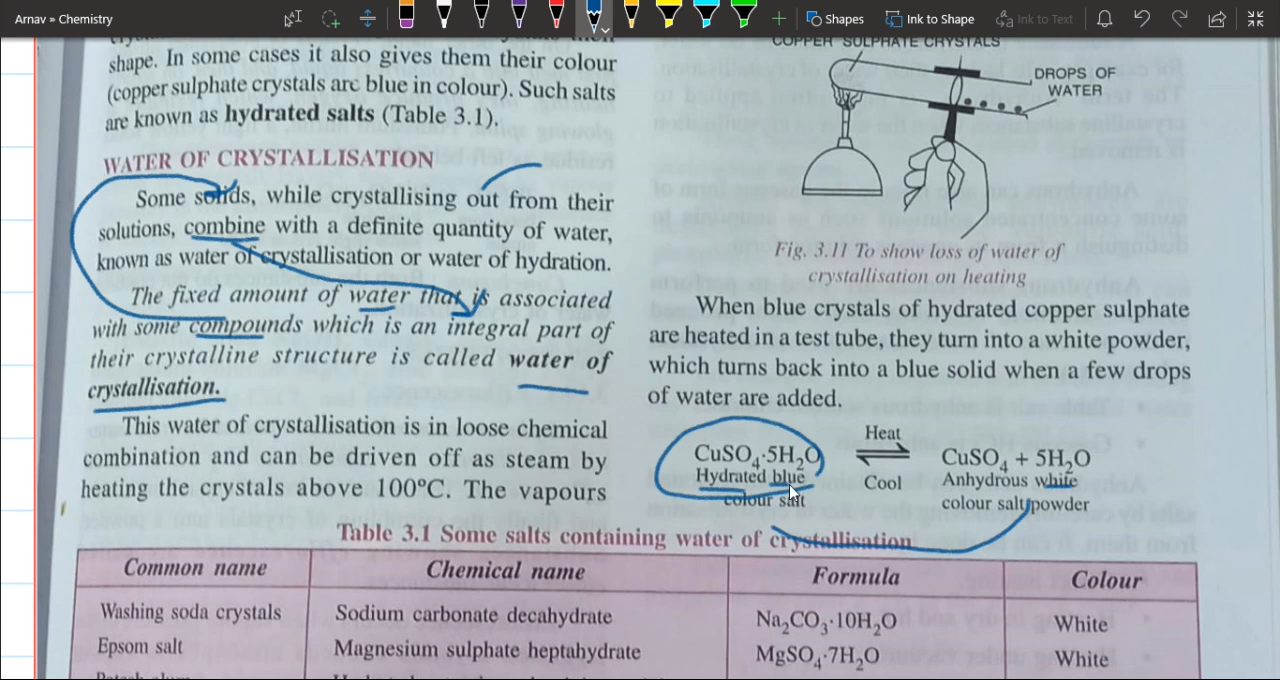 Arnav » Chemistry
Shapes
Ink to Shape
Ink to Text
shape. In some cases it also gives them their colour
(copper sulphate crystals are blue in colour). Such salts
are known as hydrated salts (Table 3.1).
WATER OF CRYSTALLISATION
Some solids, while crystallising out from their
solutions, combine with a definite quantity of water,
known as water of crystallisation or water of hydration.
The fixed amount of water that is associated
with some compounds which is an integral part of
their crystalline structure is called water of
crystallisation.
This water of crystallisation is in loose chemical
combination and can be driven off as steam by
heating the crystals above 100°C. The vapours
COPPER SULPHATE CRYSTALS
DROPS OF
WATER
Fig. 3.11 To show loss of water of
crystallisation on heating
When blue crystals of hydrated copper sulphate
are heated in a test tube, they turn into a white powder,
which turns back into a blue solid when a few drops
of water are added.
CuSO₄·5H₂O Heat ⇌ Cool CuSO₄ + 5H₂O
Hydrated blue Anhydrous white
colour salt colour salt/powder
Table 3.1 Some salts containing water of crystallisation
Common name Chemical name Formula Colour
Washing soda crystals Sodium carbonate decahydrate Na₂CO₃·10H₂O White
Epsom salt Magnesium sulphate heptahydrate MgSO₄·7H₂O White